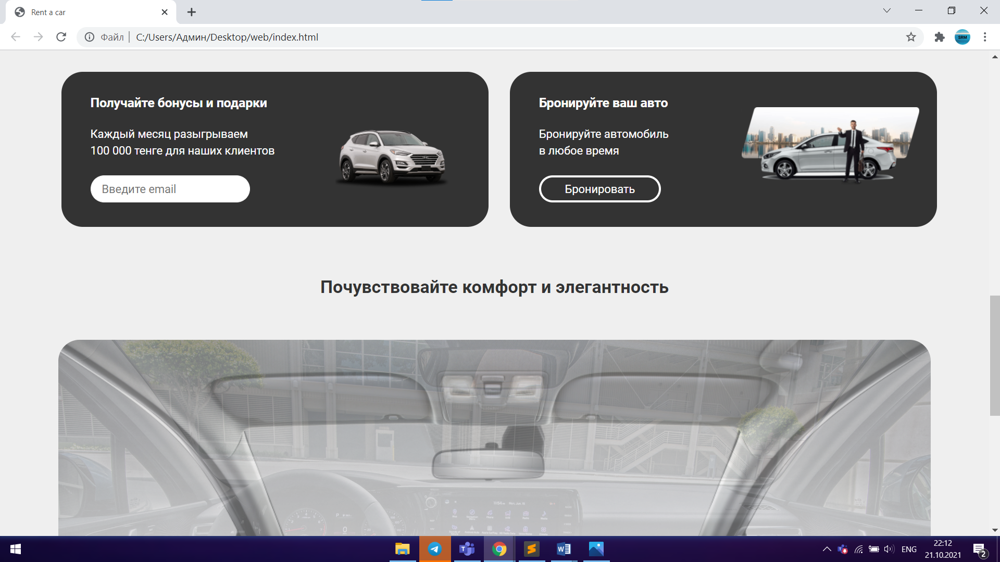 Rent a car
Файл
C:/Users/Админ/Desktop/web/index.html
SRM
Получайте бонусы и подарки
Каждый месяц разыгрываем
100 000 тенге для наших клиентов
Введите email
Бронируйте ваш авто
Бронируйте автомобиль
в любое время
Бронировать
Почувствовайте комфорт и элегантность
P
0
ENG
22:12
21.10.2021
2